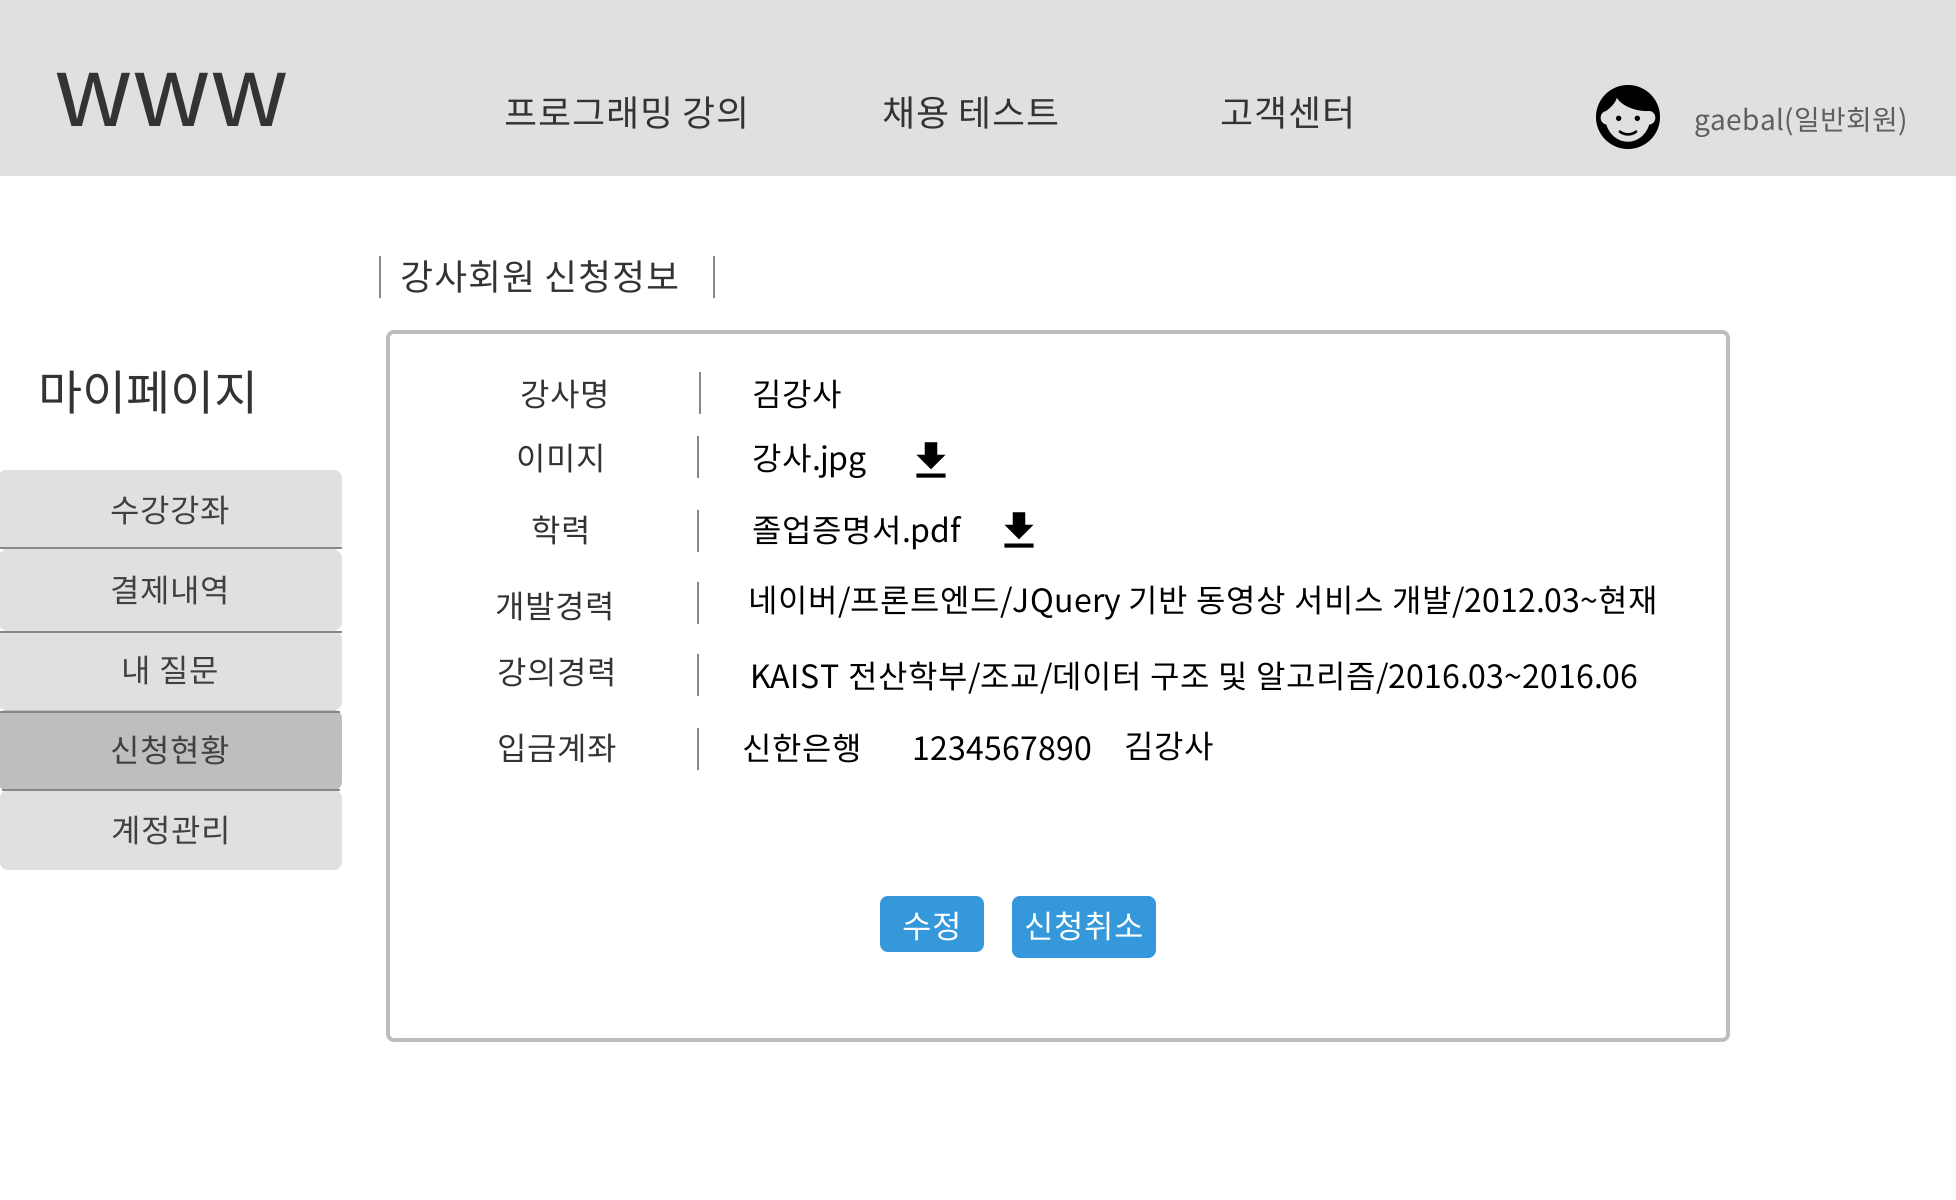 WWW
프로그래밍 강의 채용 테스트 고객센터 gaebal(일반회원)
강사회원 신청정보
마이페이지
수강강좌
결제내역
내 질문
신청현황
계정관리
강사명 김강사
이미지 강사.jpg
학력 졸업증명서.pdf
개발경력 네이버/프론트엔드/JQuery 기반 동영상 서비스 개발/2012.03~현재
강의경력 KAIST 전산학부/조교/데이터 구조 및 알고리즘/2016.03~2016.06
입금계좌 신한은행 1234567890 김강사
수정 신청취소